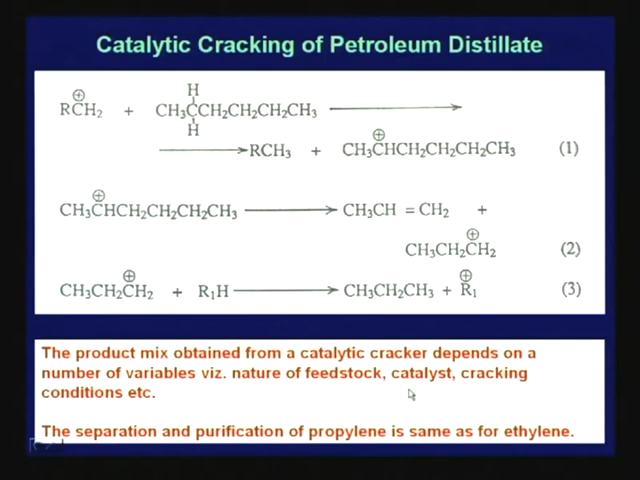 Catalytic Cracking of Petroleum Distillate
H
⊕
RCH2 + CH3CCH2CH2CH2CH3
H
⊕
RCH3 + CH3CHCH2CH2CH2CH3 (1)
⊕
CH3CHCH2CH2CH2CH3 CH3CH = CH2 +
⊕
CH3CH2CH2 (2)
⊕ ⊕
CH3CH2CH2 + R1H CH3CH2CH3 + R1 (3)
The product mix obtained from a catalytic cracker depends on a
number of variables viz. nature of feedstock, catalyst, cracking
conditions etc.
The separation and purification of propylene is same as for ethylene.